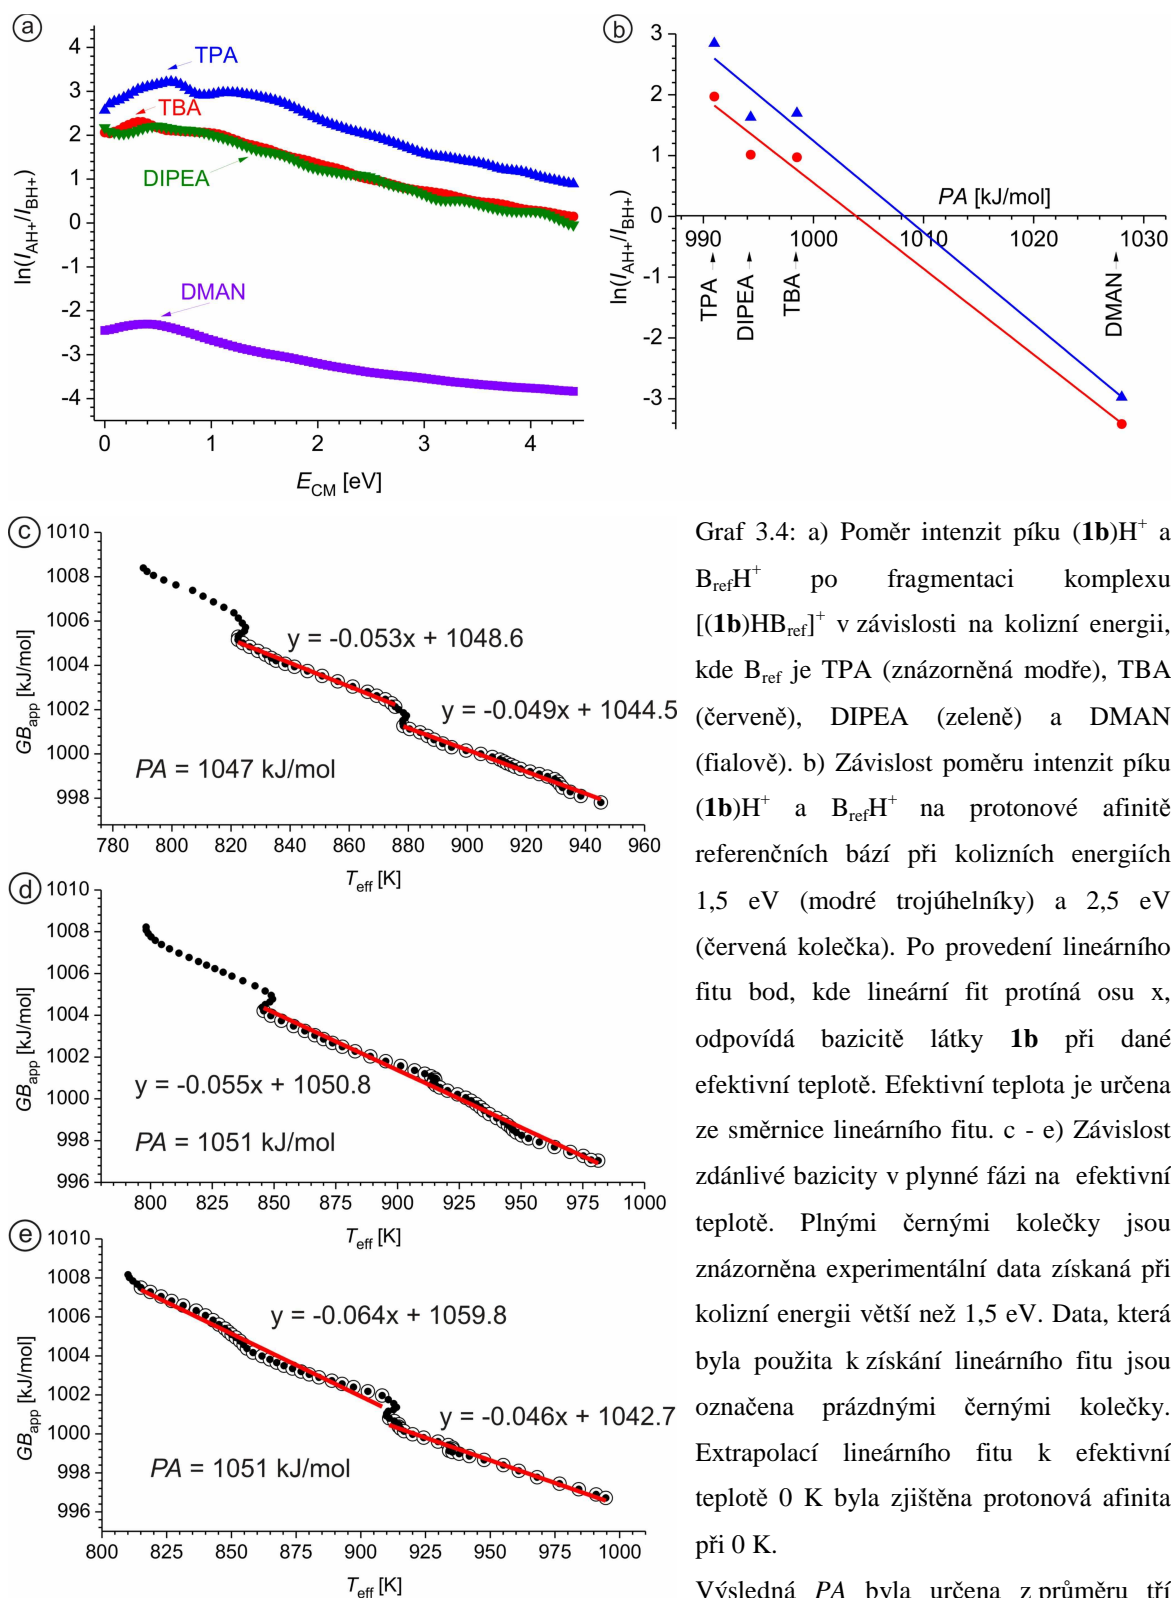 a
4
3
2
1
0
-1
-2
-3
-4
ln(I_AH+/I_BH+)
TPA
TBA
DIPEA
DMAN
0 1 2 3 4
E_CM [eV]
b
3
2
1
0
-1
-3
ln(I_AH+/I_BH+)
PA [kJ/mol]
990 1000 1010 1020 1030
TPA
DIPEA
TBA
DMAN
c
1010
1008
1006
1004
1002
1000
998
GB_app [kJ/mol]
y = -0.053x + 1048.6
y = -0.049x + 1044.5
PA = 1047 kJ/mol
780 800 820 840 860 880 900 920 940 960
T_eff [K]
d
1010
1008
1006
1004
1002
1000
998
996
GB_app [kJ/mol]
y = -0.055x + 1050.8
PA = 1051 kJ/mol
800 825 850 875 900 925 950 975 1000
T_eff [K]
e
1010
1008
1006
1004
1002
1000
998
996
GB_app [kJ/mol]
y = -0.064x + 1059.8
y = -0.046x + 1042.7
PA = 1051 kJ/mol
800 825 850 875 900 925 950 975 1000
T_eff [K]
Graf 3.4: a) Poměr intenzit píku (1b)H⁺ a
B_refH⁺ po fragmentaci komplexu
[(1b)HB_ref]⁺ v závislosti na kolizní energii,
kde B_ref je TPA (znázorněná modře), TBA
(červeně), DIPEA (zeleně) a DMAN
(fialově). b) Závislost poměru intenzit píku
(1b)H⁺ a B_refH⁺ na protonové afinitě
referenčních bází při kolizních energiích
1,5 eV (modré trojúhelníky) a 2,5 eV
(červená kolečka). Po provedení lineárního
fitu bod, kde lineární fit protíná osu x,
odpovídá bazicitě látky 1b při dané
efektivní teplotě. Efektivní teplota je určena
ze směrnice lineárního fitu. c - e) Závislost
zdánlivé bazicity v plynné fázi na efektivní
teplotě. Plnými černými kolečky jsou
znázorněna experimentální data získaná při
kolizní energii větší než 1,5 eV. Data, která
byla použita k získání lineárního fitu jsou
označena prázdnými černými kolečky.
Extrapolací lineárního fitu k efektivní
teplotě 0 K byla zjištěna protonová afinita
při 0 K.
Výsledná PA byla určena z průměru tří